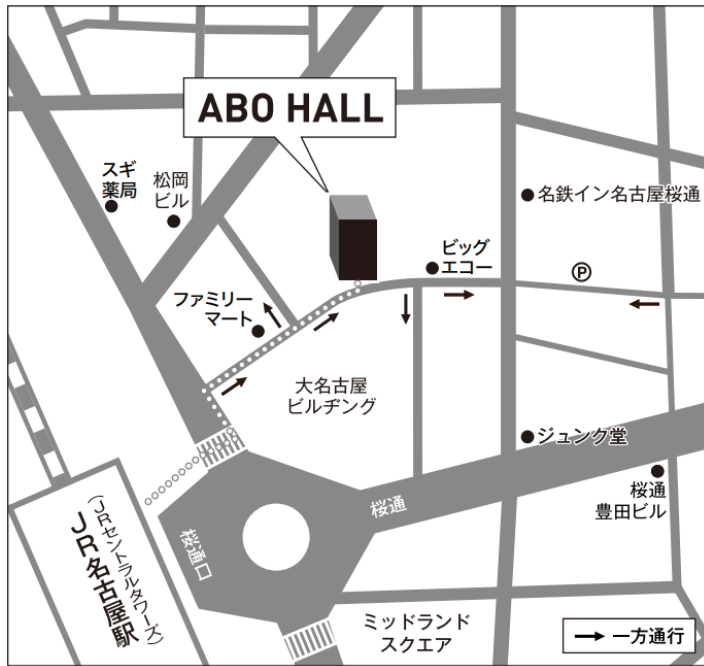 ABO HALL
スギ
薬局
松岡
ビル
名鉄イン名古屋桜通
ビッグ
エコー
P
ファミリー
マート
大名古屋
ビルヂング
ジュンク堂
桜通
桜通
豊田ビル
桜通口
(JRセントラルタワーズ)
JR名古屋駅
ミッドランド
スクエア
→ 一方通行